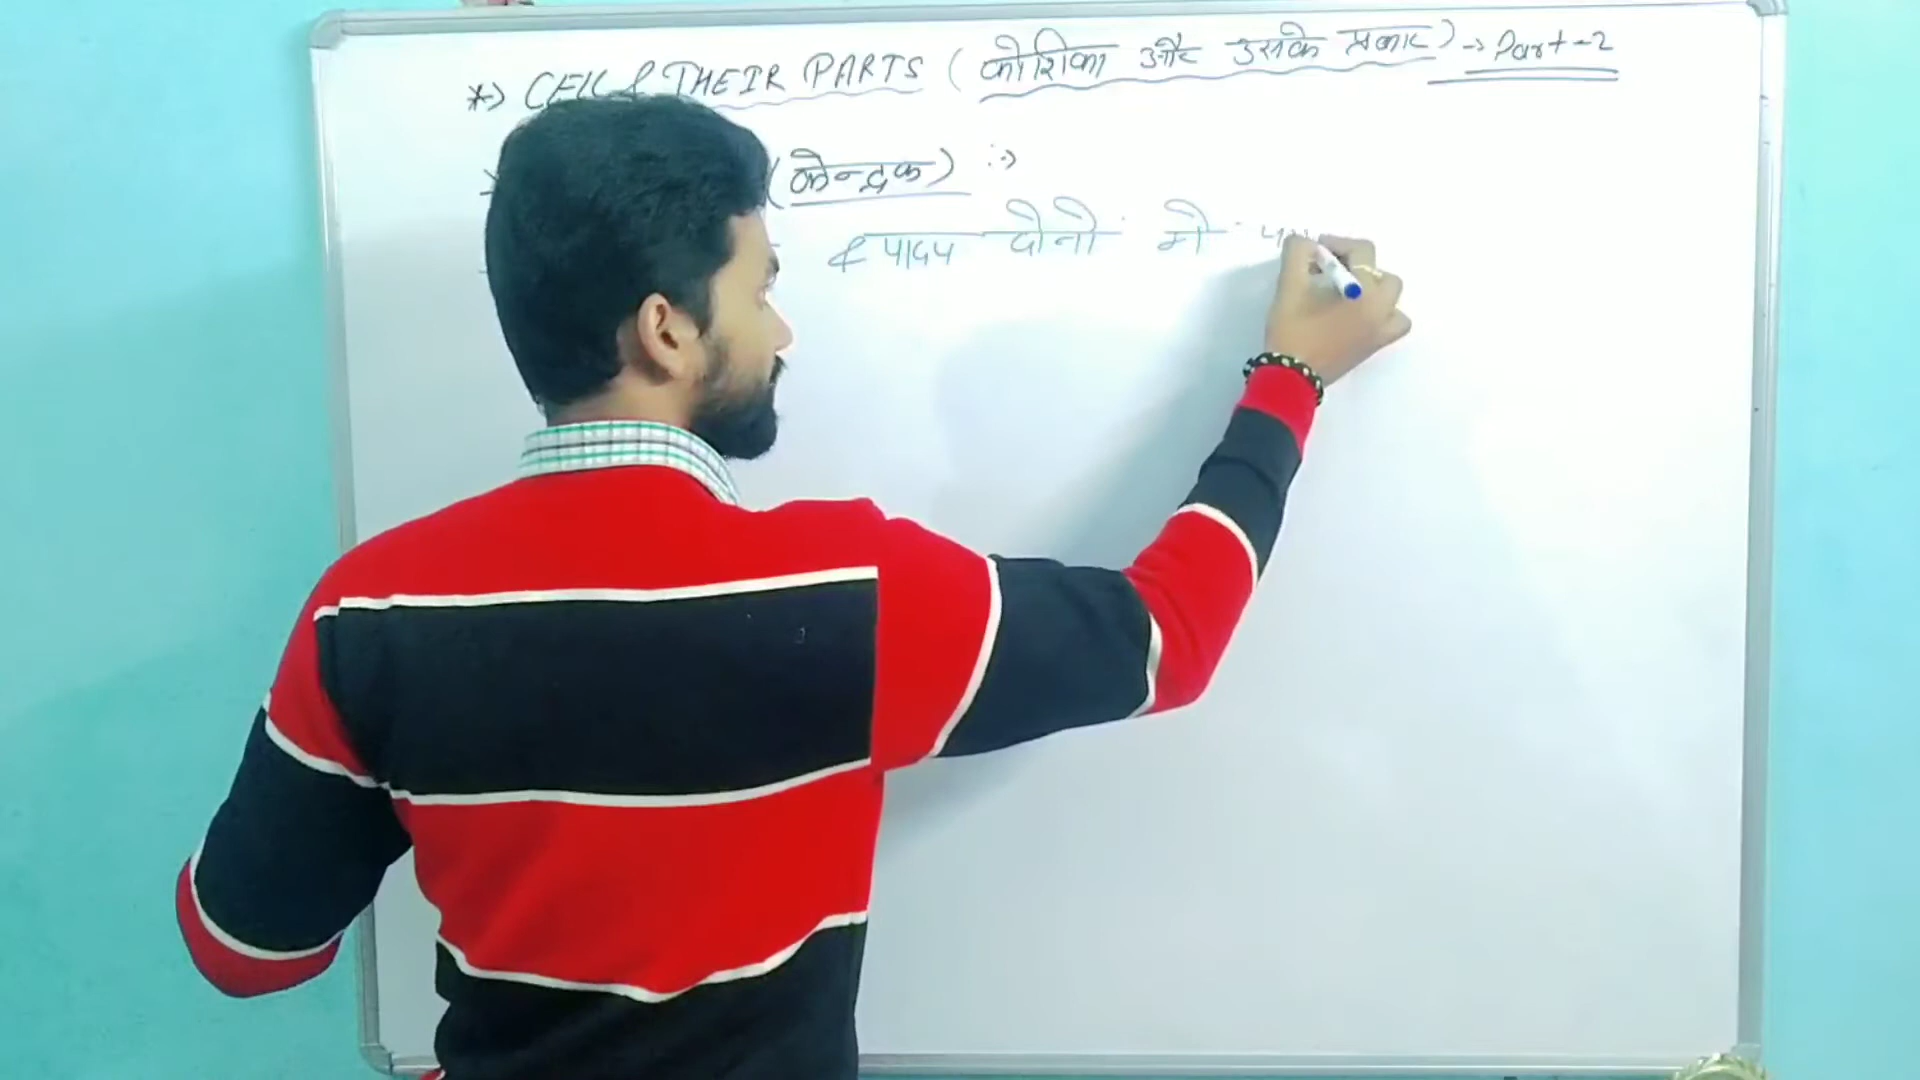 *→ CELL & THEIR PARTS (कोशिका और उसके प्रकार) → Part-2
(केन्द्रक) :→
& पादप दोनो में